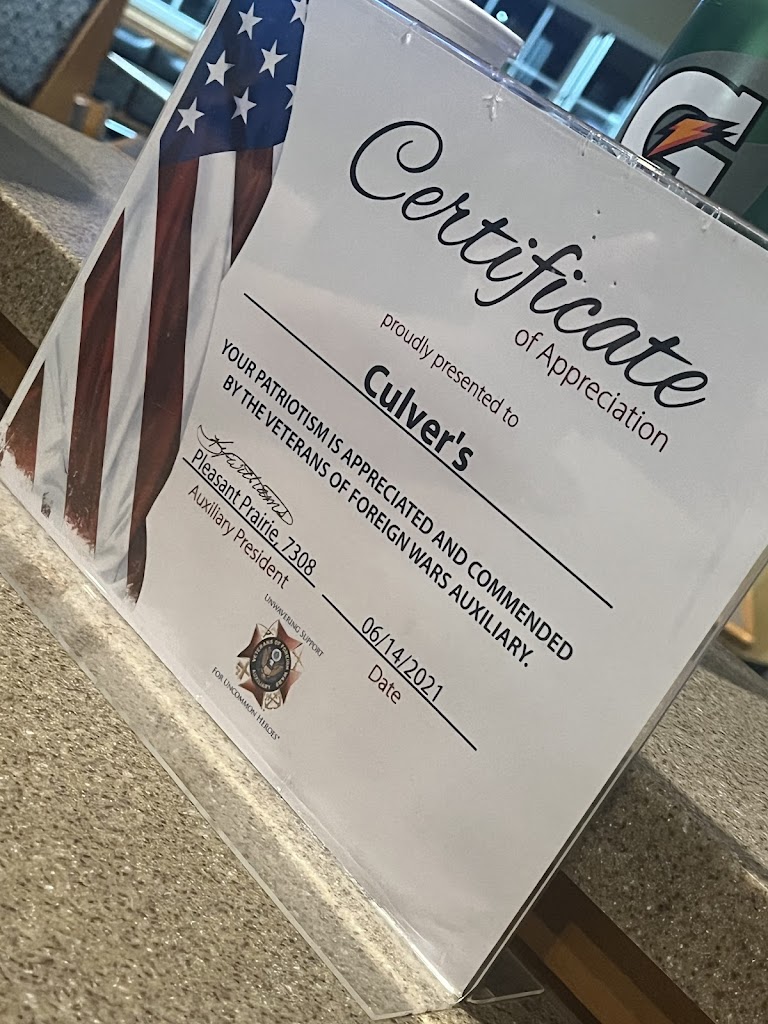 Certificate
of Appreciation
proudly presented to
Culver's
YOUR PATRIOTISM IS APPRECIATED AND COMMENDED
BY THE VETERANS OF FOREIGN WARS AUXILIARY.
Pleasant Prairie, 7308
Auxiliary President
06/14/2021
Date
UNWAVERING SUPPORT
FOR UNCOMMON HEROES
G